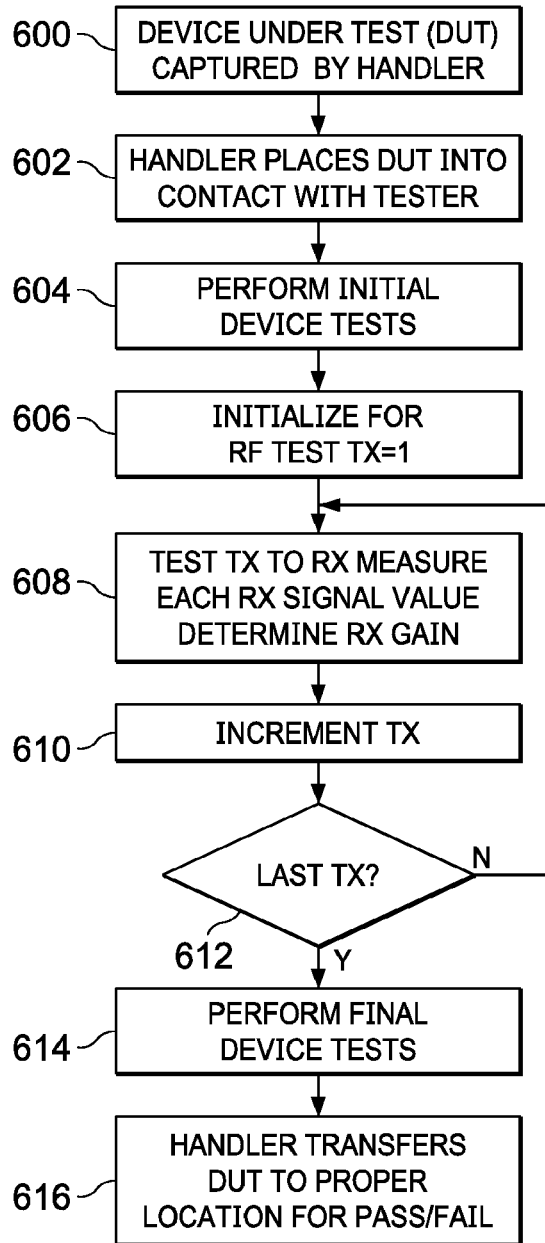 600
DEVICE UNDER TEST (DUT)
CAPTURED BY HANDLER
602
HANDLER PLACES DUT INTO
CONTACT WITH TESTER
604
PERFORM INITIAL
DEVICE TESTS
606
INITIALIZE FOR
RF TEST TX=1
608
TEST TX TO RX MEASURE
EACH RX SIGNAL VALUE
DETERMINE RX GAIN
610
INCREMENT TX
LAST TX?
N
612
Y
614
PERFORM FINAL
DEVICE TESTS
616
HANDLER TRANSFERS
DUT TO PROPER
LOCATION FOR PASS/FAIL